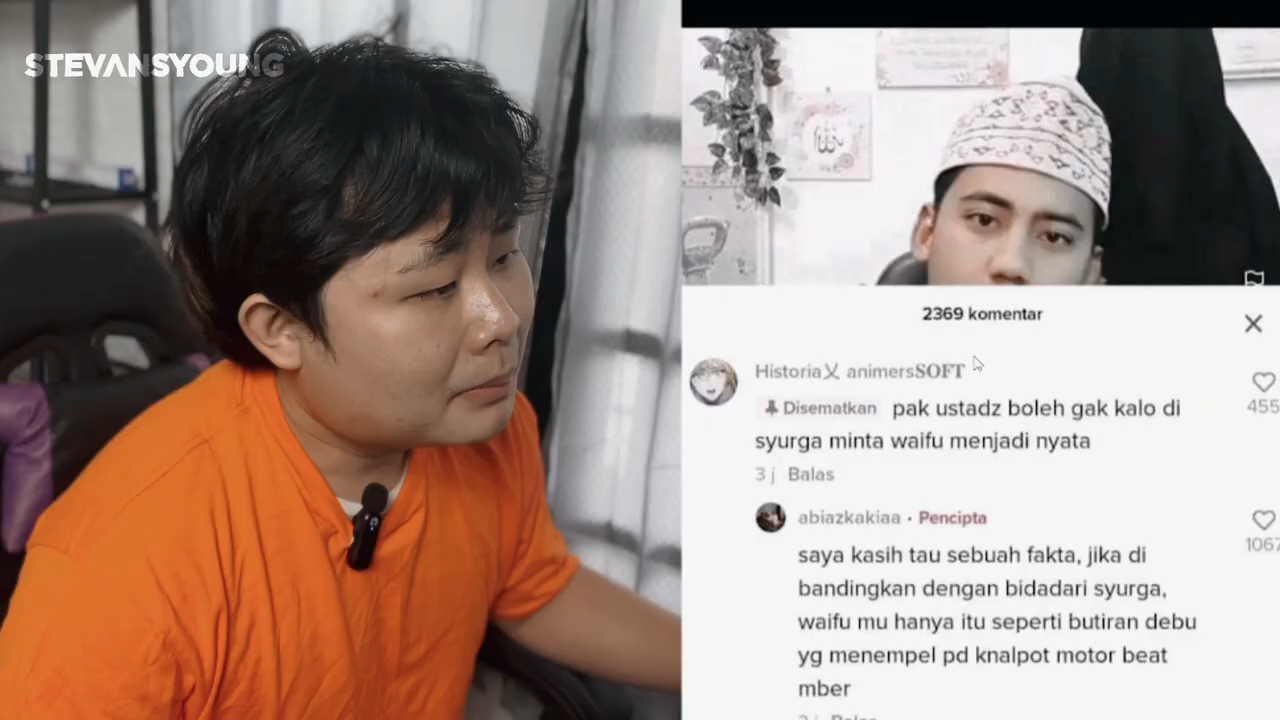 STEVANSYOUNG
2369 komentar
Historia乂 animersSOFT
Disematkan pak ustadz boleh gak kalo di
syurga minta waifu menjadi nyata
455
3 j Balas
abiazkakiaa · Pencipta
saya kasih tau sebuah fakta, jika di
bandingkan dengan bidadari syurga,
waifu mu hanya itu seperti butiran debu
yg menempel pd knalpot motor beat
mber
1067